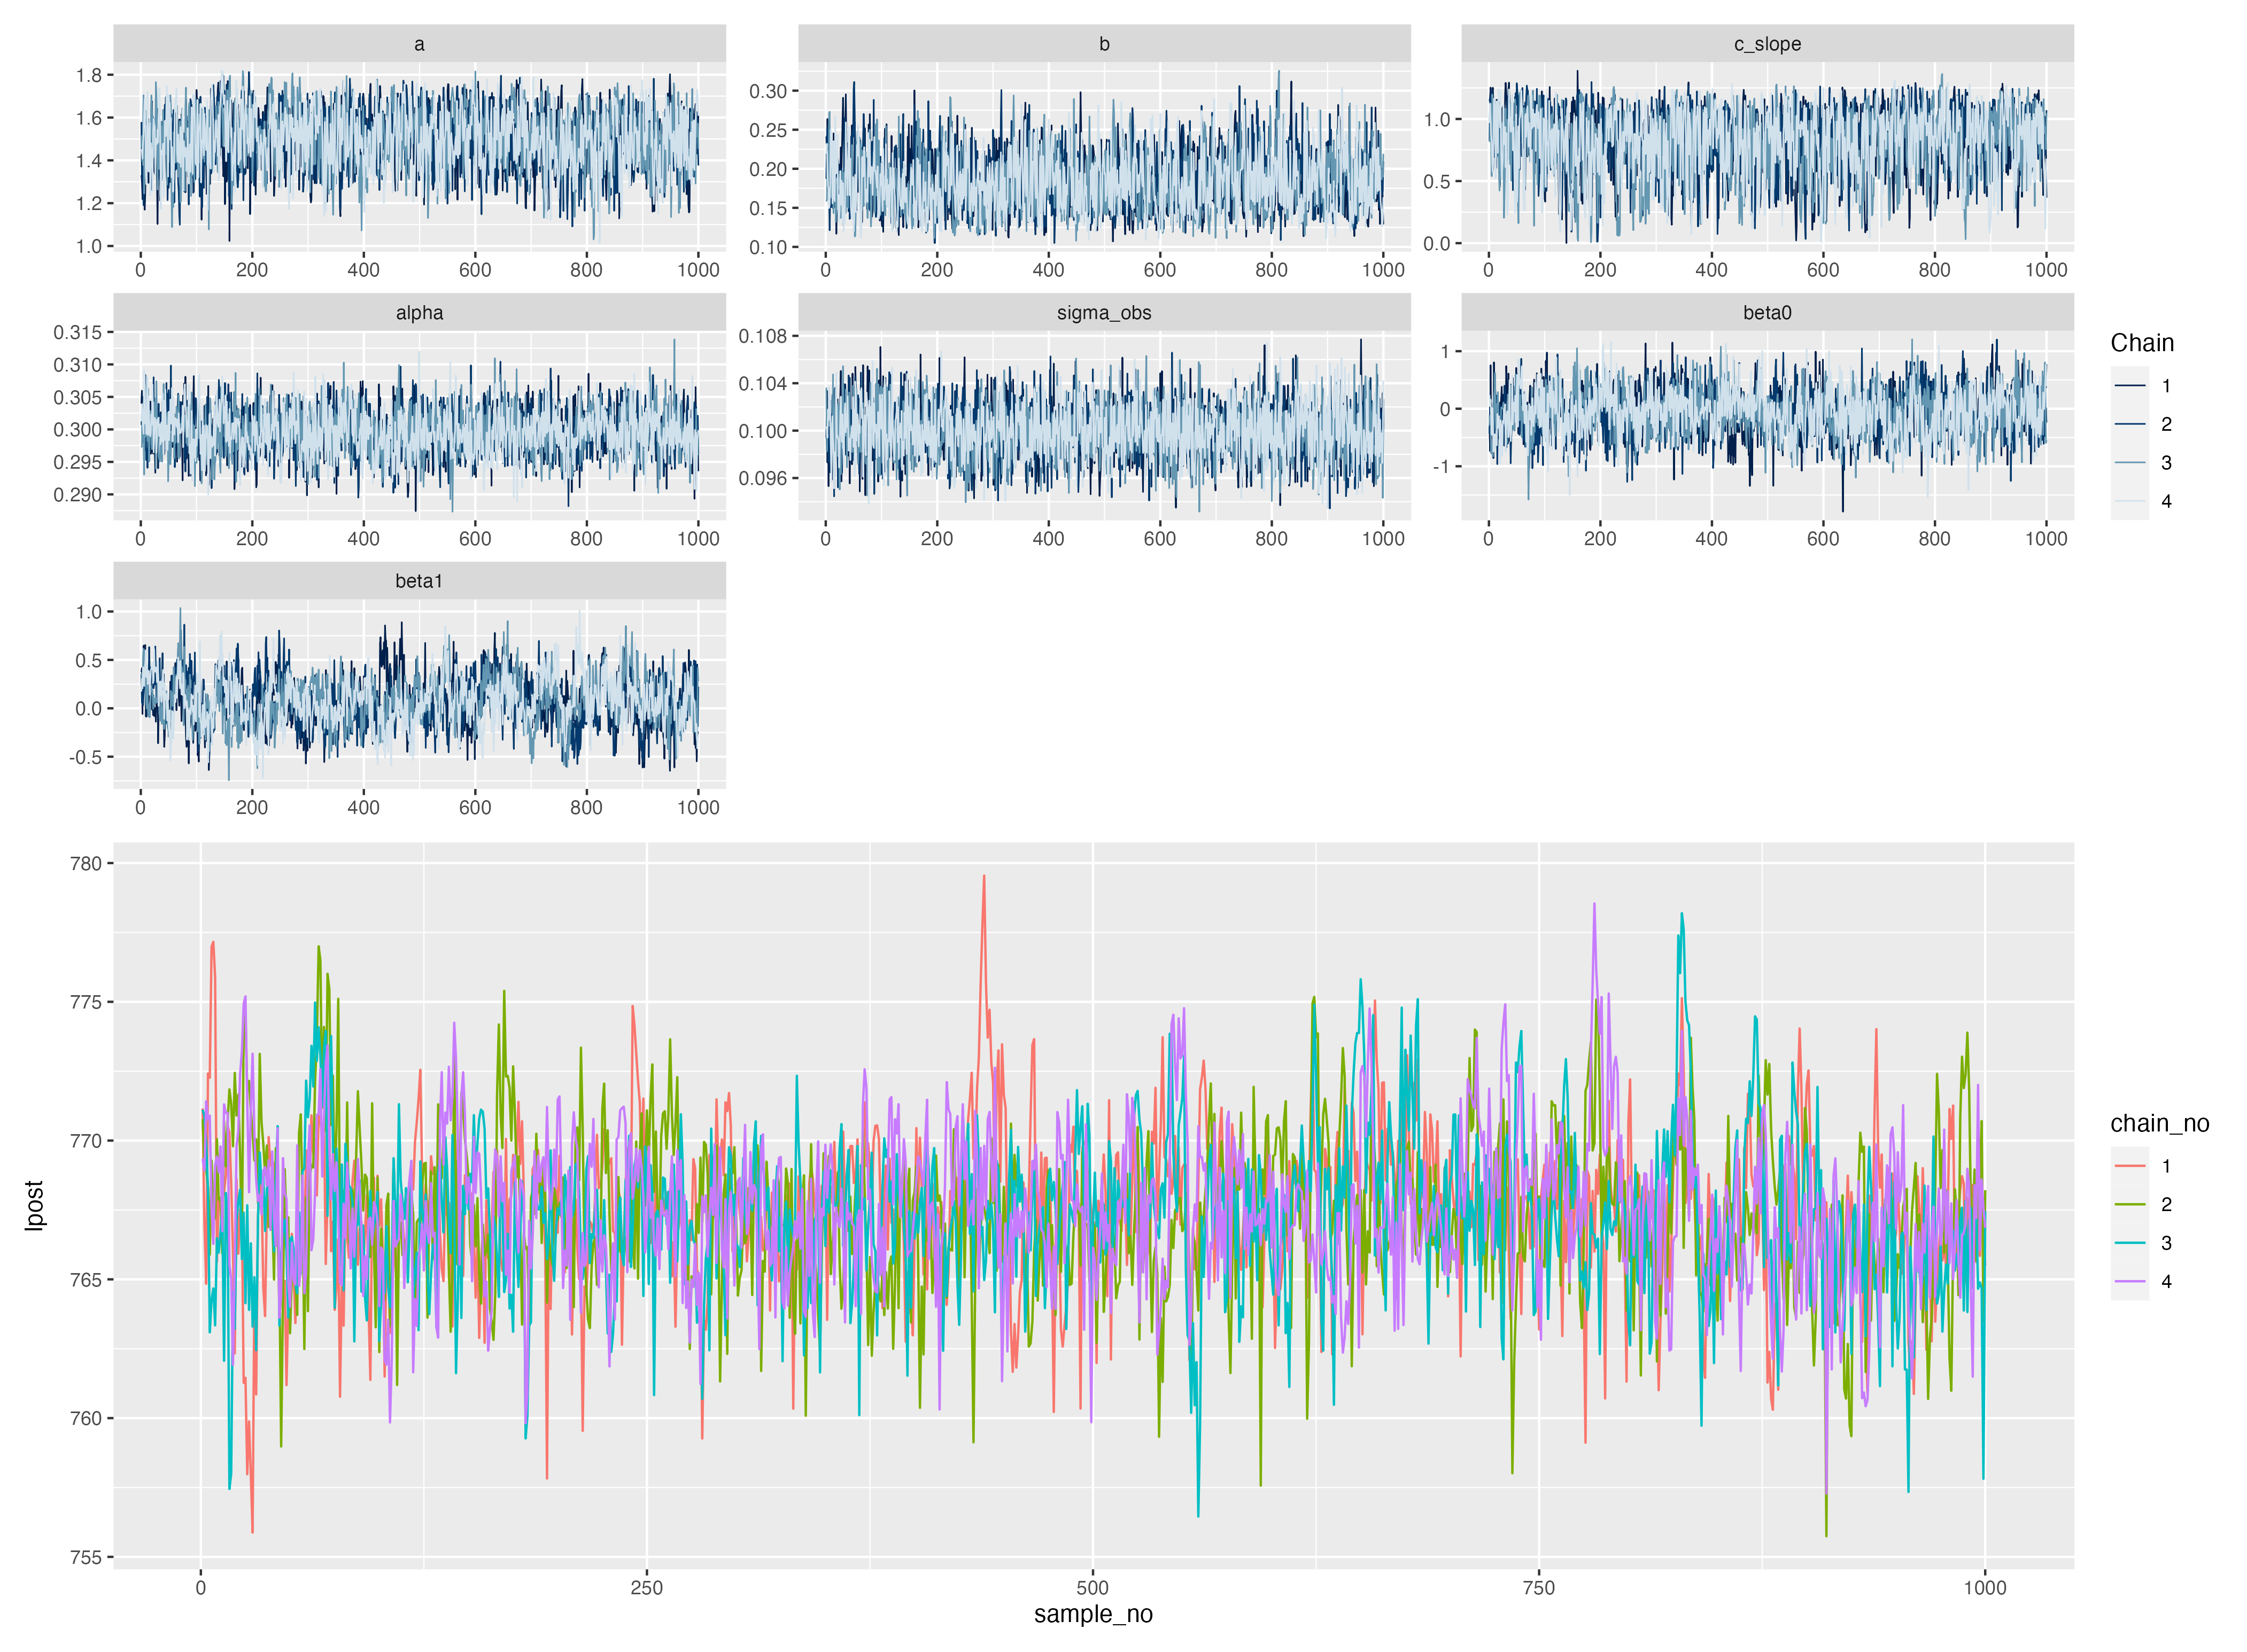 a
b
c_slope
1.8
1.6
1.4
1.2
1.0
0.30
0.25
0.20
0.15
0.10
1.0
0.5
0.0
0 200 400 600 800 1000
0 200 400 600 800 1000
0 200 400 600 800 1000
alpha
sigma_obs
beta0
0.315
0.310
0.305
0.300
0.295
0.290
0.108
0.104
0.100
0.096
1
0
-1
0 200 400 600 800 1000
0 200 400 600 800 1000
0 200 400 600 800 1000
Chain
1
2
3
4
beta1
1.0
0.5
0.0
-0.5
0 200 400 600 800 1000
lpost
780
775
770
765
760
755
0 250 500 750 1000
sample_no
chain_no
1
2
3
4